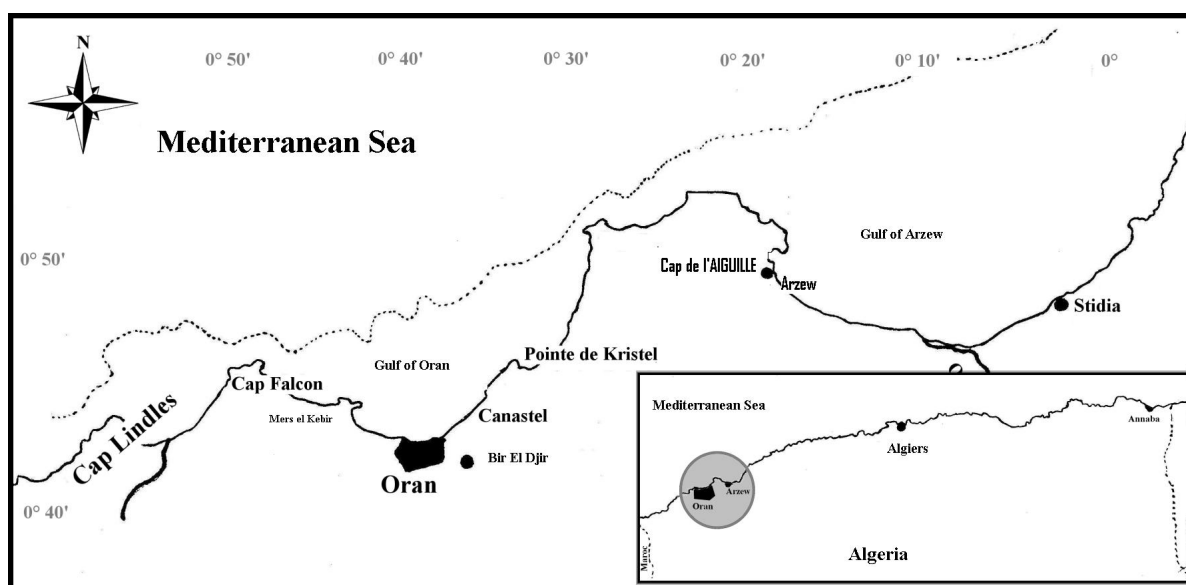 N
0° 50'
0° 40'
0° 30'
0° 20'
0° 10'
0°
Mediterranean Sea
Gulf of Arzew
0° 50'
Cap de l'AIGUILLE
Arzew
Stidia
Pointe de Kristel
Gulf of Oran
Cap Falcon
Cap Lindles
Mers el Kebir
Canastel
Bir El Djir
Oran
0° 40'
Mediterranean Sea
Annaba
Algiers
Arzew
Oran
Maroc
Algeria